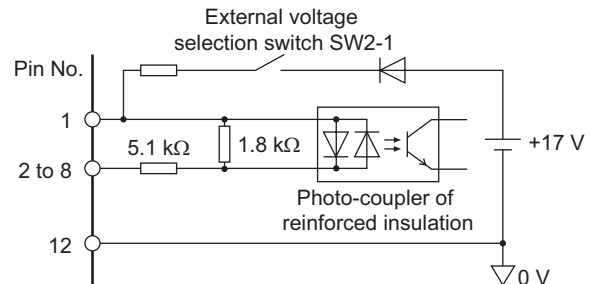 External voltage
selection switch SW2-1
Pin No.
1
5.1 kΩ
1.8 kΩ
2 to 8
+17 V
Photo-coupler of
reinforced insulation
12
0 V